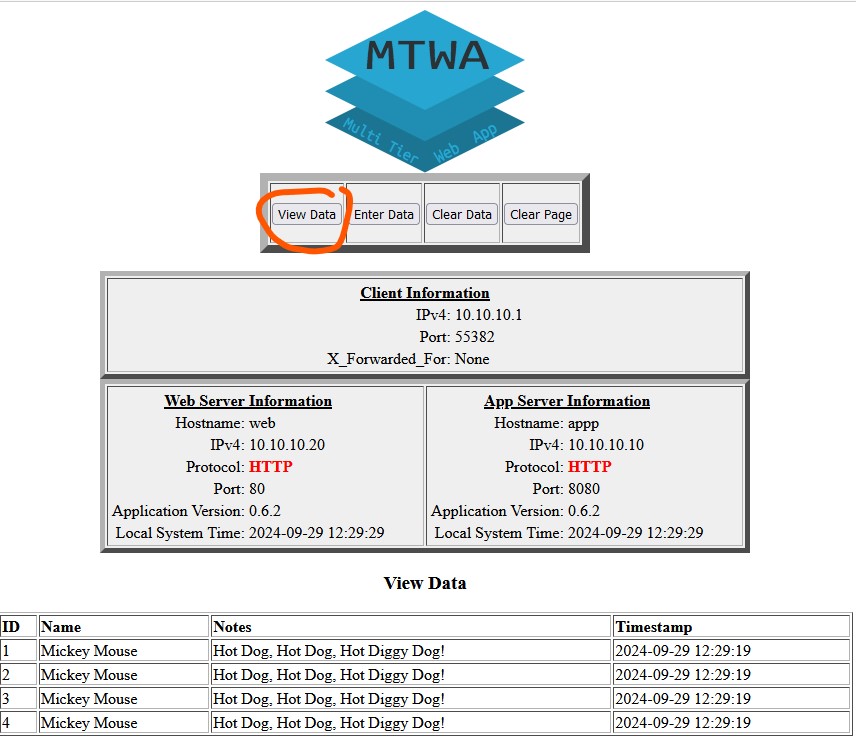 MTWA
Multi Tier Web App
View Data Enter Data Clear Data Clear Page
Client Information
IPv4: 10.10.10.1
Port: 55382
X_Forwarded_For: None
Web Server Information
Hostname: web
IPv4: 10.10.10.20
Protocol: HTTP
Port: 80
Application Version: 0.6.2
Local System Time: 2024-09-29 12:29:29
App Server Information
Hostname: appp
IPv4: 10.10.10.10
Protocol: HTTP
Port: 8080
Application Version: 0.6.2
Local System Time: 2024-09-29 12:29:29
View Data
ID Name Notes Timestamp
1 Mickey Mouse Hot Dog, Hot Dog, Hot Diggy Dog! 2024-09-29 12:29:19
2 Mickey Mouse Hot Dog, Hot Dog, Hot Diggy Dog! 2024-09-29 12:29:19
3 Mickey Mouse Hot Dog, Hot Dog, Hot Diggy Dog! 2024-09-29 12:29:19
4 Mickey Mouse Hot Dog, Hot Dog, Hot Diggy Dog! 2024-09-29 12:29:19